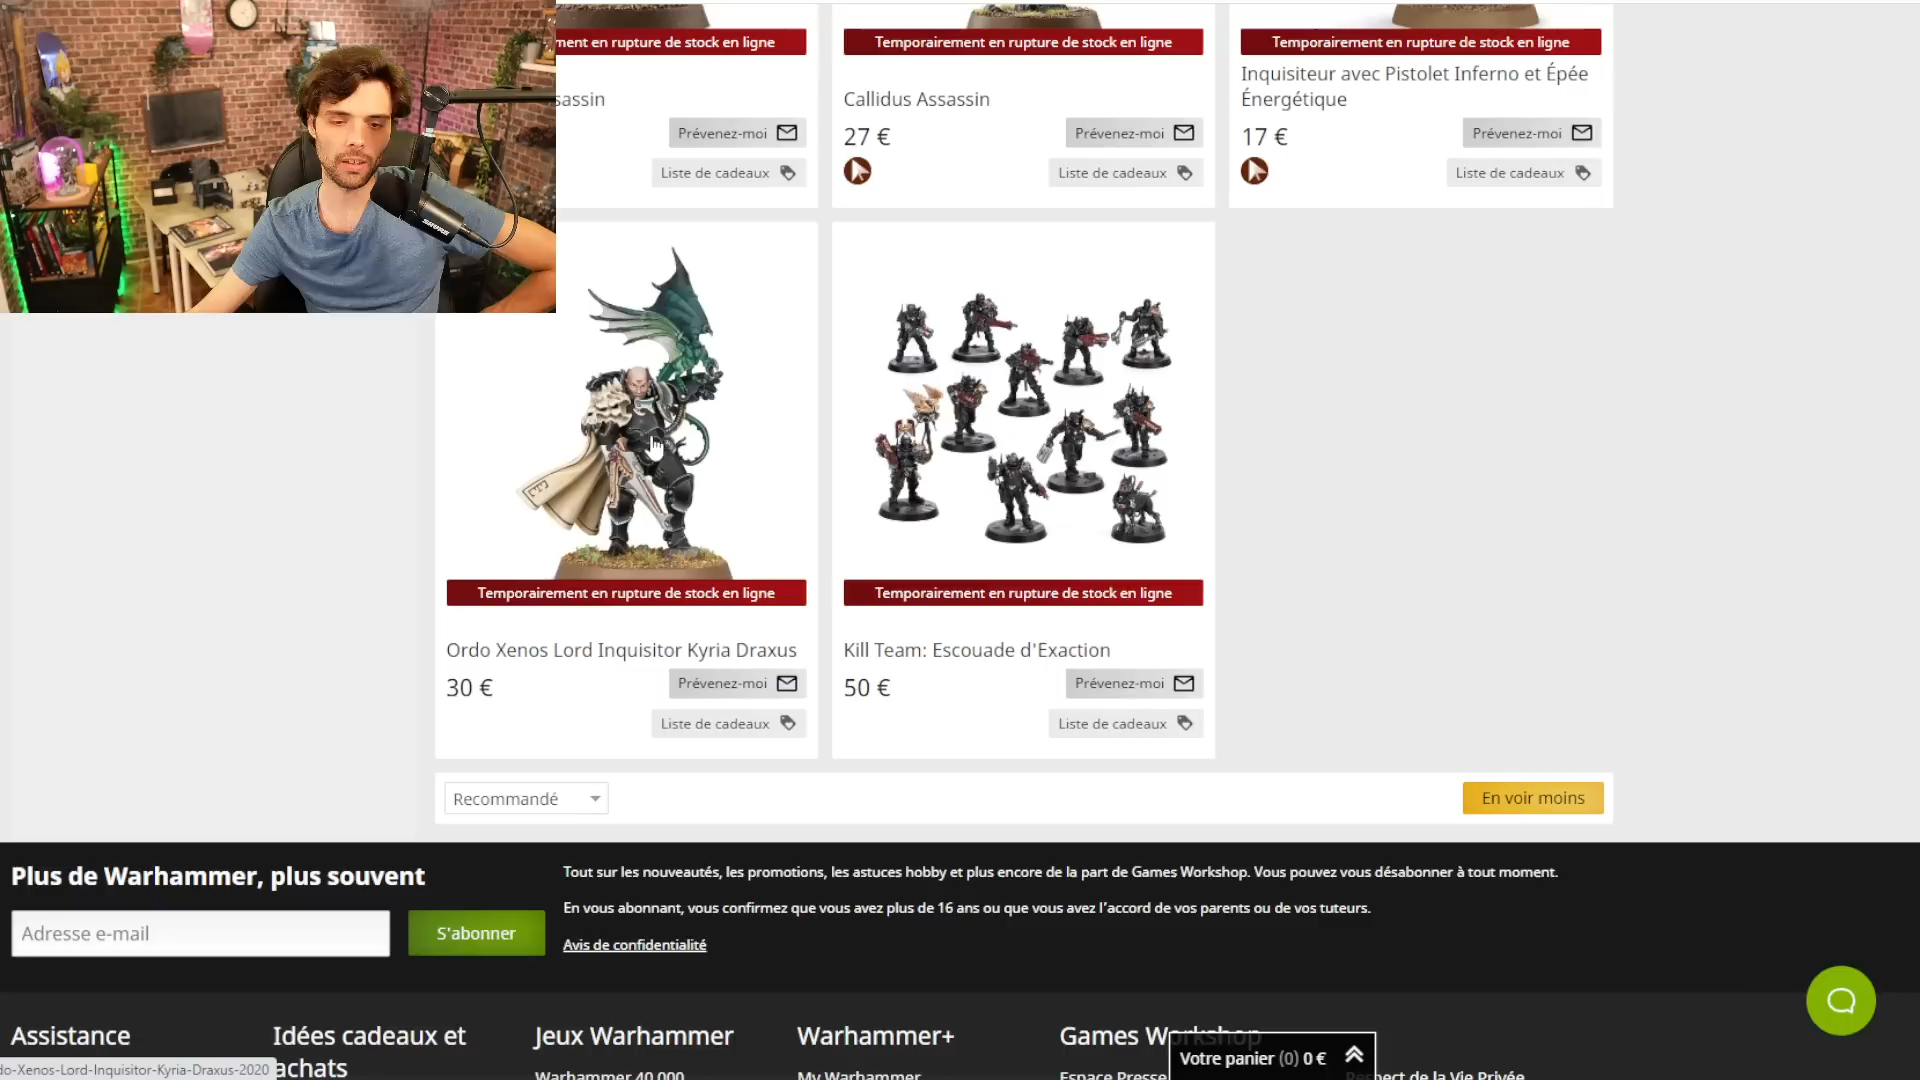 ment en rupture de stock en ligne
Temporairement en rupture de stock en ligne
Temporairement en rupture de stock en ligne
sassin
Prévenez-moi
Liste de cadeaux
Callidus Assassin
27 €
Prévenez-moi
Liste de cadeaux
Inquisiteur avec Pistolet Inferno et Épée
Énergétique
17 €
Prévenez-moi
Liste de cadeaux
SHURE
Temporairement en rupture de stock en ligne
Temporairement en rupture de stock en ligne
Ordo Xenos Lord Inquisitor Kyria Draxus
30 €
Prévenez-moi
Liste de cadeaux
Kill Team: Escouade d'Exaction
50 €
Prévenez-moi
Liste de cadeaux
Recommandé
En voir moins
Plus de Warhammer, plus souvent
Adresse e-mail
S'abonner
Tout sur les nouveautés, les promotions, les astuces hobby et plus encore de la part de Games Workshop. Vous pouvez vous désabonner à tout moment.
En vous abonnant, vous confirmez que vous avez plus de 16 ans ou que vous avez l'accord de vos parents ou de vos tuteurs.
Avis de confidentialité
Assistance
Idées cadeaux et
achats
Jeux Warhammer
Warhammer 40,000
Warhammer+
My Warhammer
Games Workshop
Espace Presse
Votre panier (0) 0 €
Respect de la Vie Privée
do-Xenos-Lord-Inquisitor-Kyria-Draxus-2020